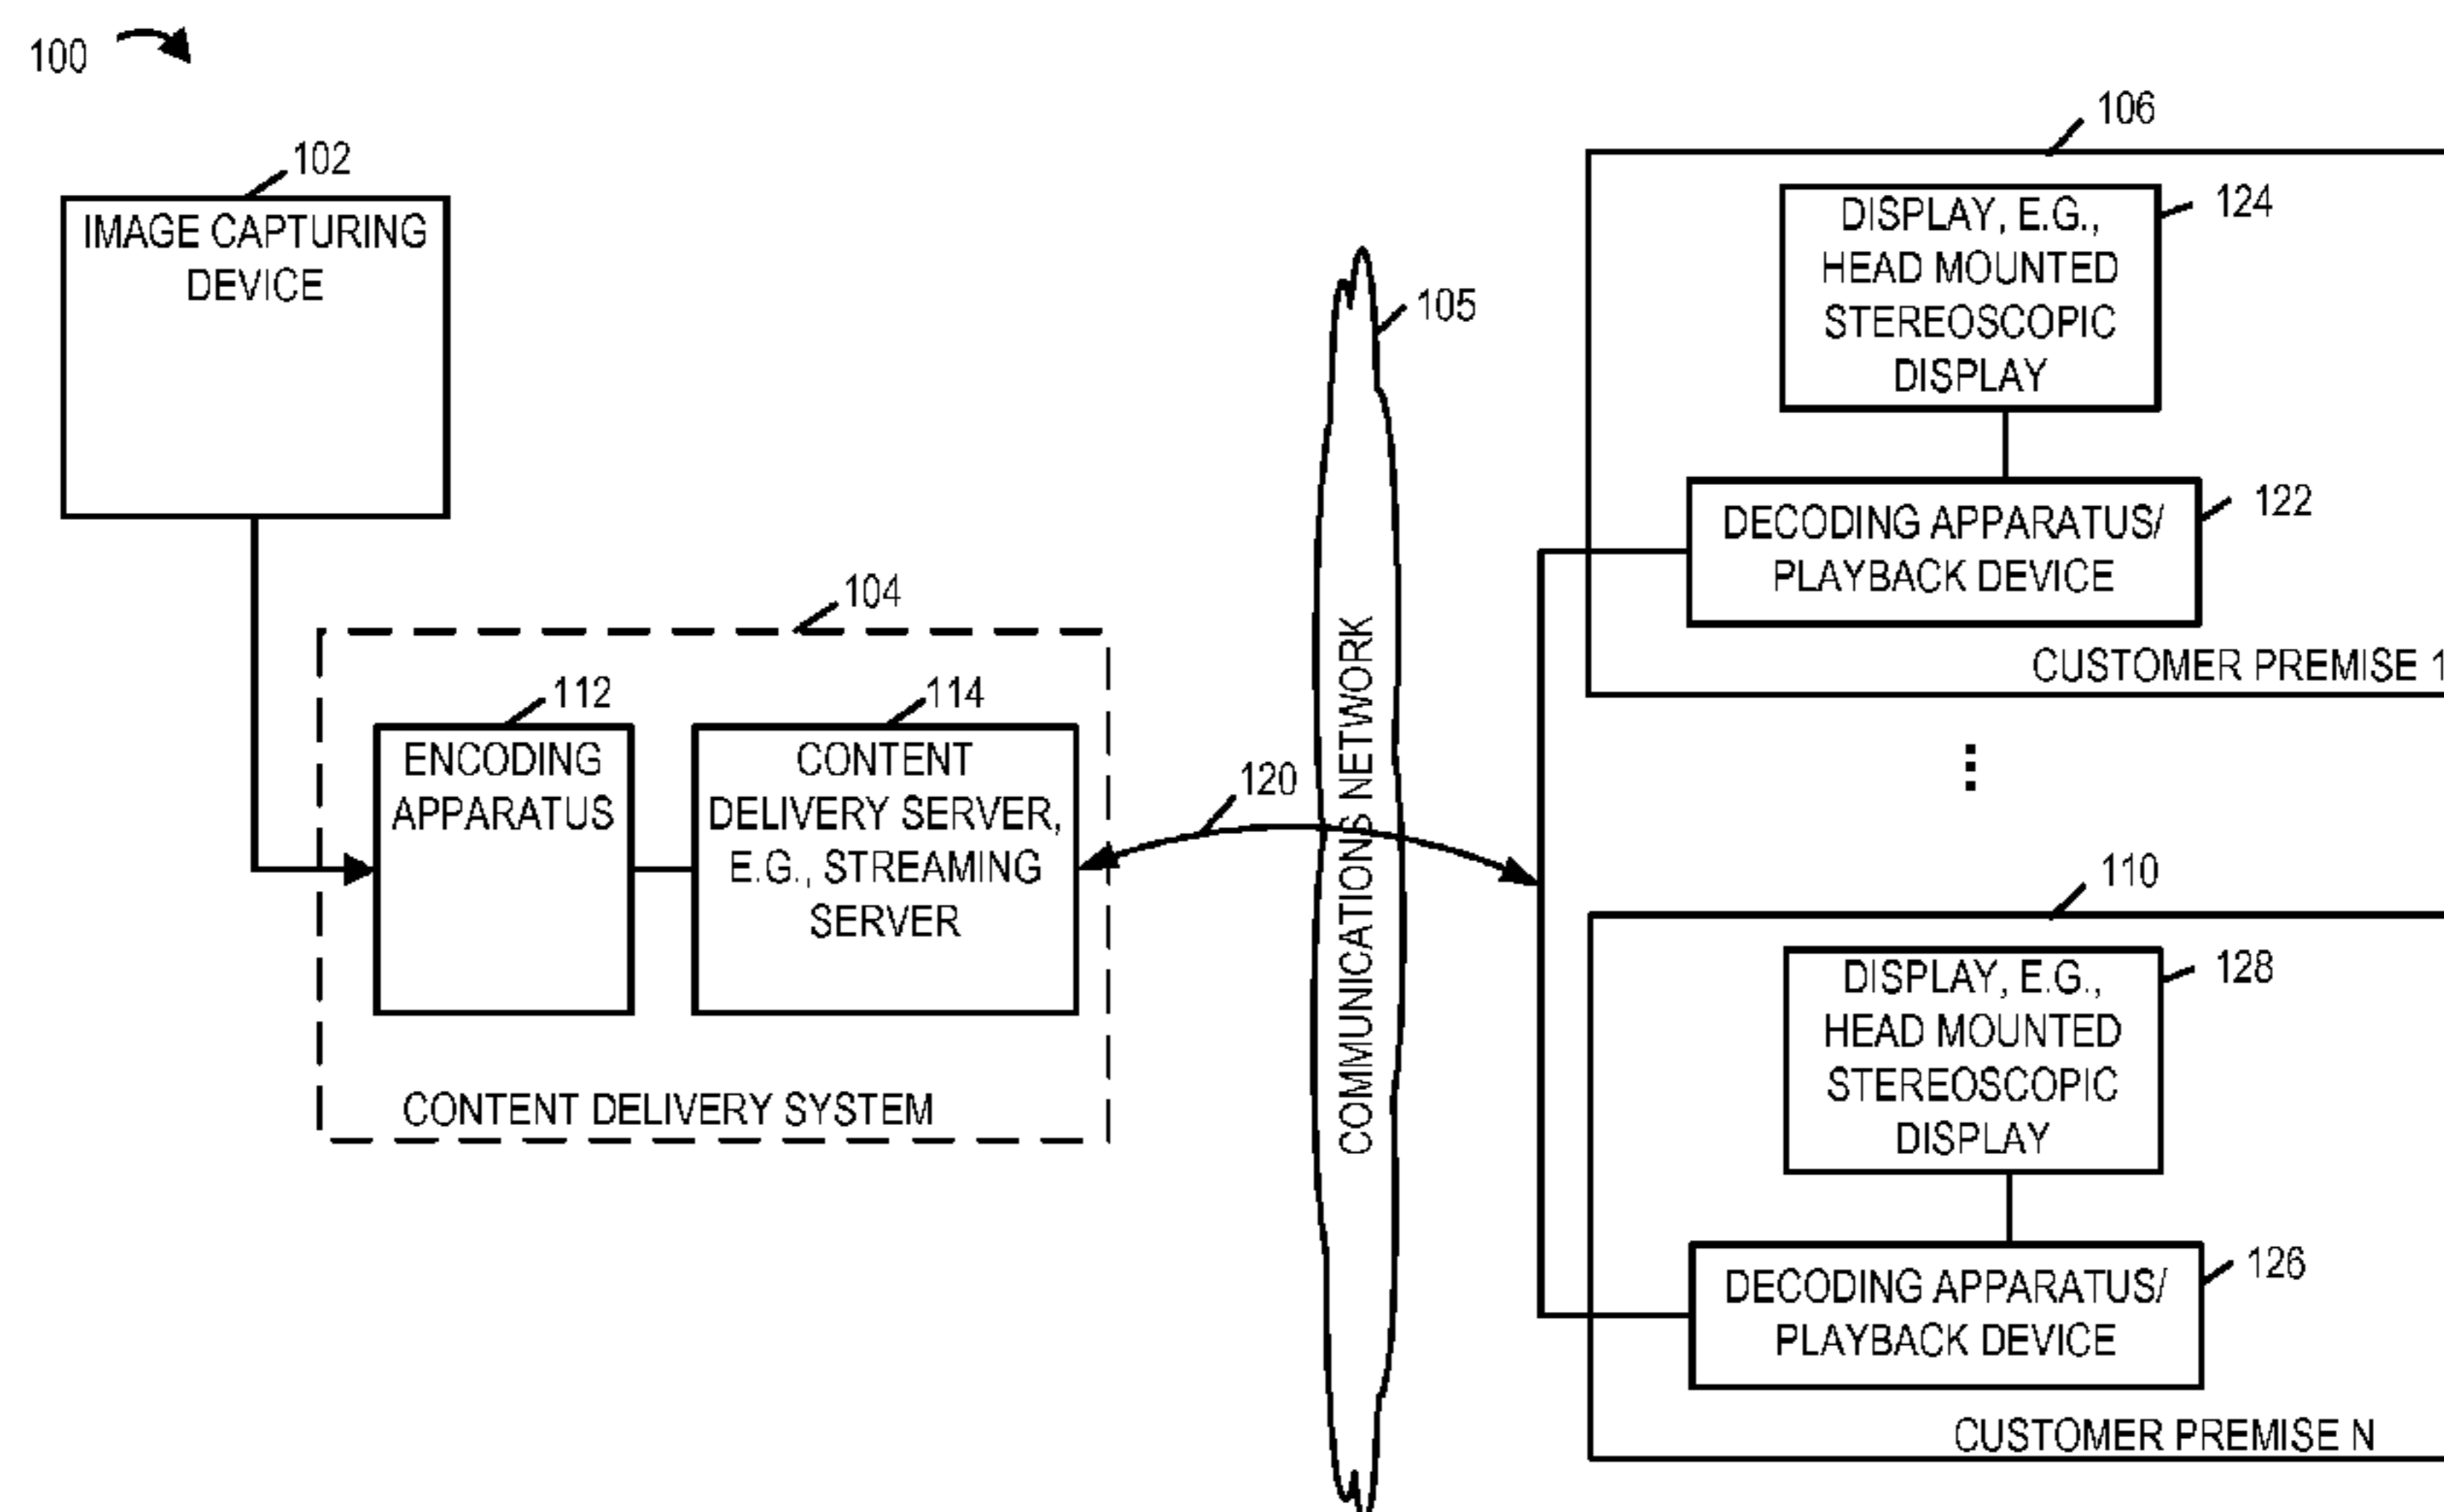 100
102
IMAGE CAPTURING
DEVICE
104
112
ENCODING
APPARATUS
114
CONTENT
DELIVERY SERVER,
E.G., STREAMING
SERVER
CONTENT DELIVERY SYSTEM
120
105
COMMUNICATIONS NETWORK
106
124
DISPLAY, E.G.,
HEAD MOUNTED
STEREOSCOPIC
DISPLAY
122
DECODING APPARATUS/
PLAYBACK DEVICE
CUSTOMER PREMISE 1
110
128
DISPLAY, E.G.,
HEAD MOUNTED
STEREOSCOPIC
DISPLAY
126
DECODING APPARATUS/
PLAYBACK DEVICE
CUSTOMER PREMISE N